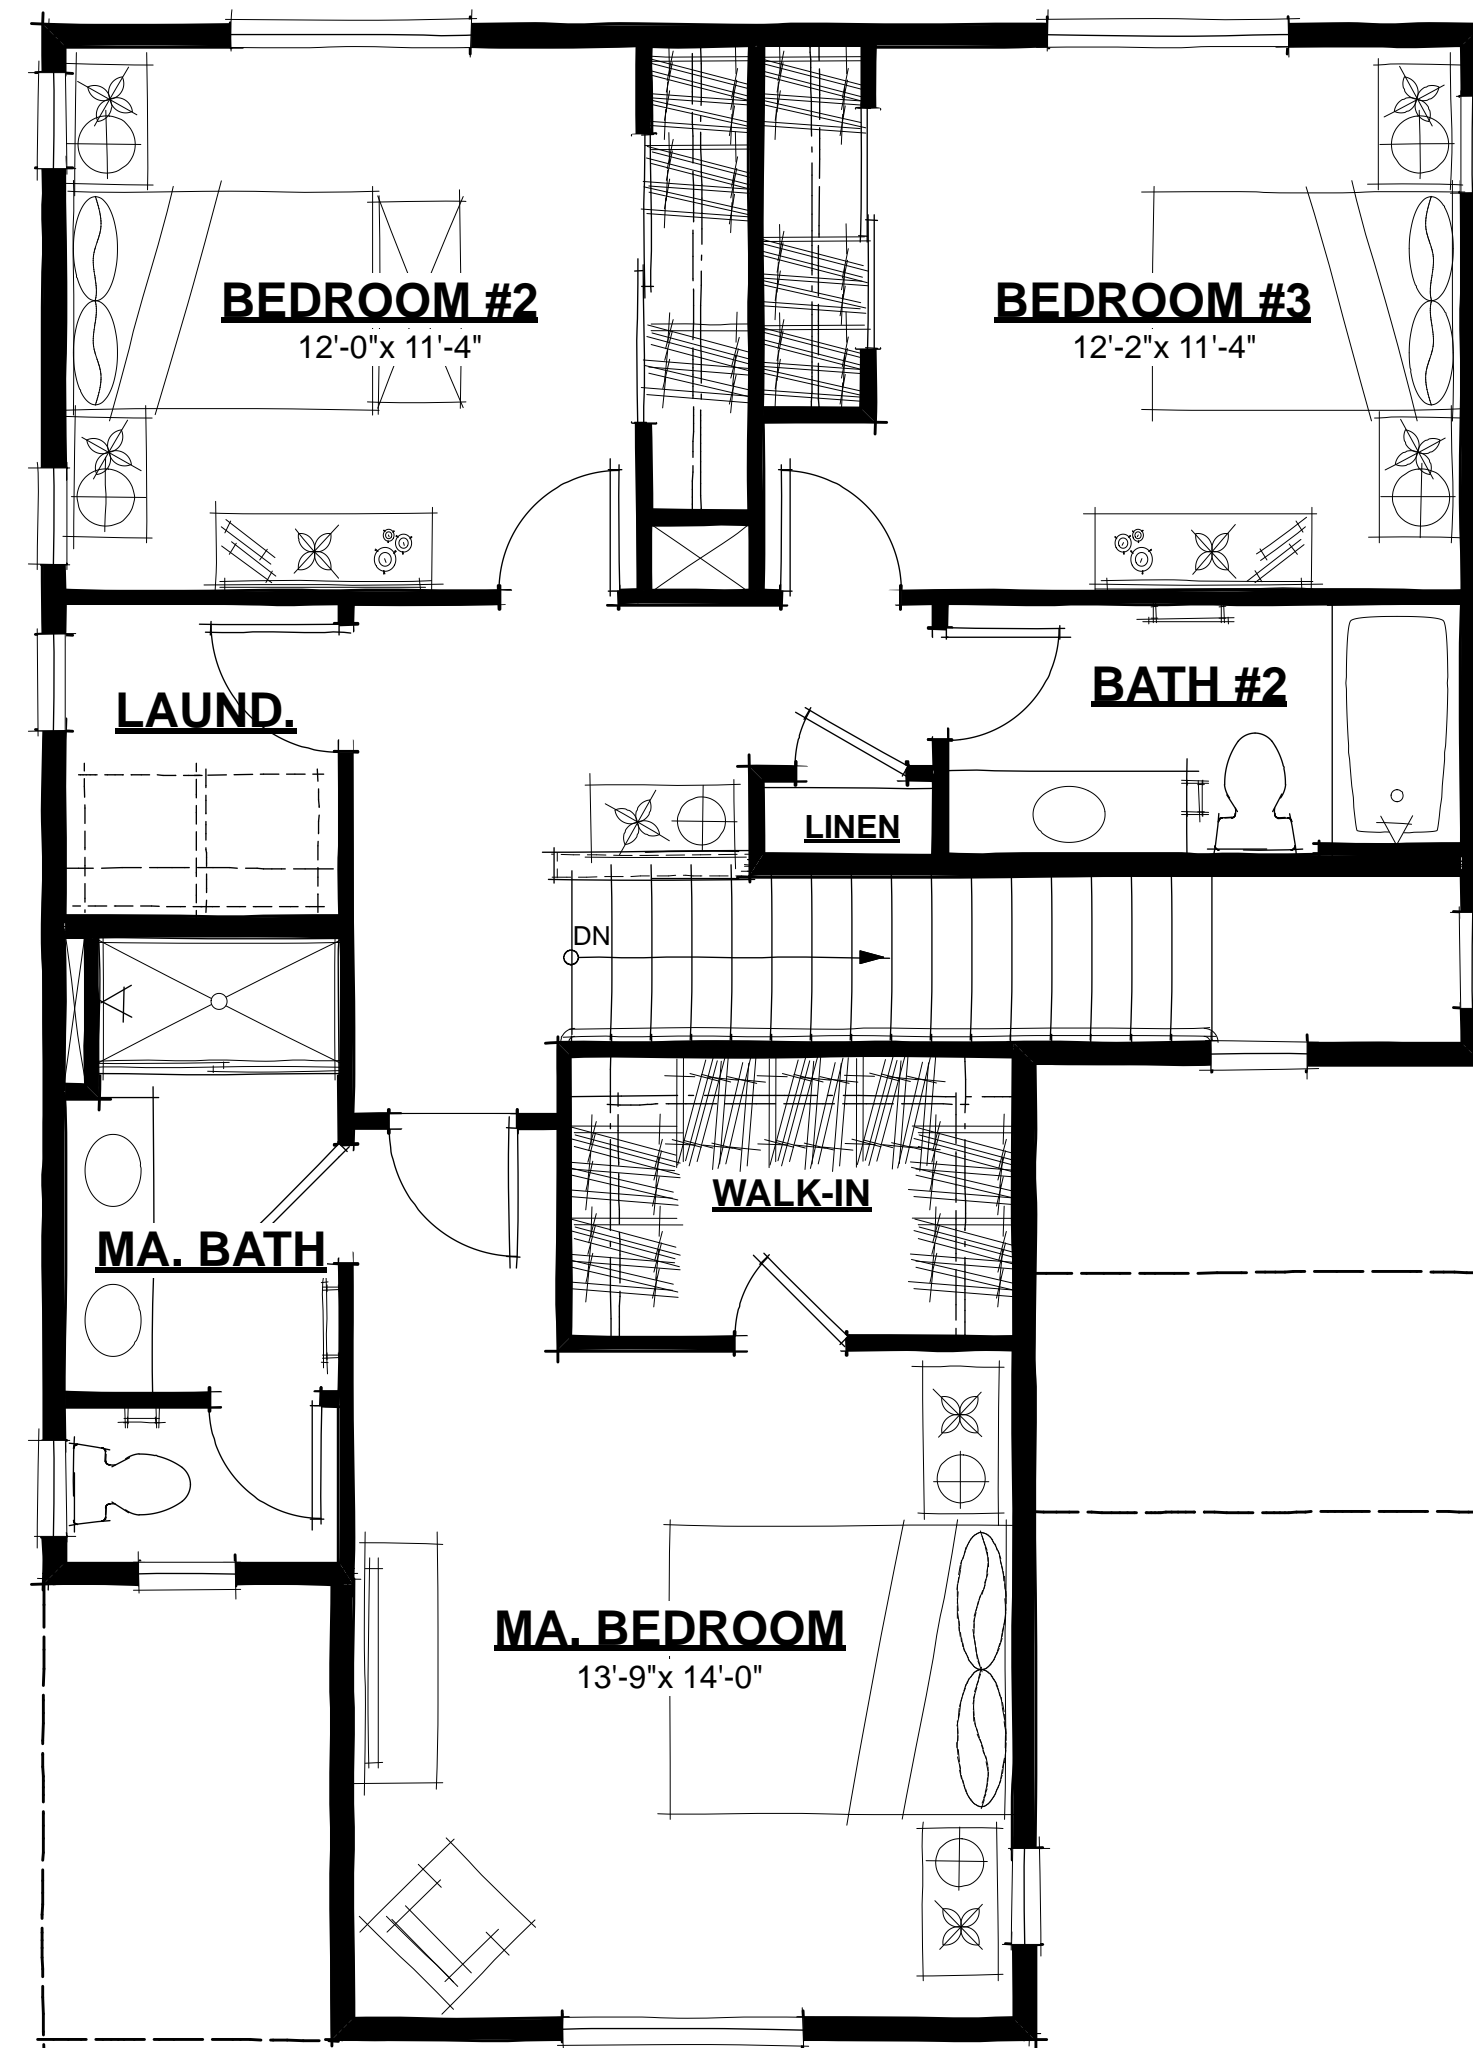 BEDROOM #2
12'-0"x 11'-4"
BEDROOM #3
12'-2"x 11'-4"
LAUND.
BATH #2
LINEN
DN
WALK-IN
MA. BATH
MA. BEDROOM
13'-9"x 14'-0"